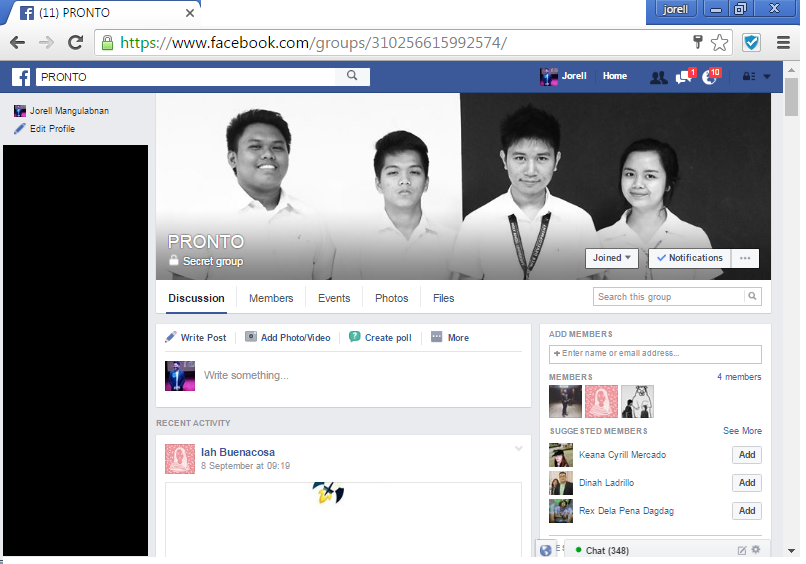 (11) PRONTO
jorell
https://www.facebook.com/groups/310256615992574/
PRONTO
Jorell
Home
1
10
Jorell Mangulabnan
Edit Profile
PRONTO
Secret group
Joined
Notifications
Discussion
Members
Events
Photos
Files
Search this group
Write Post
Add Photo/Video
Create poll
More
Write something...
RECENT ACTIVITY
Iah Buenacosa
8 September at 09:19
ADD MEMBERS
+ Enter name or email address...
MEMBERS
4 members
SUGGESTED MEMBERS
See More
Keana Cyrill Mercado
Add
Dinah Ladrillo
Add
Rex Dela Pena Dagdag
Add
Chat (348)